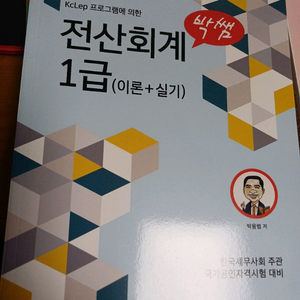 KcLep 프로그램에 의한
전산회계
박쌤
1급(이론+실기)
박용범 저
한국세무사회 주관
국가공인자격시험 대비